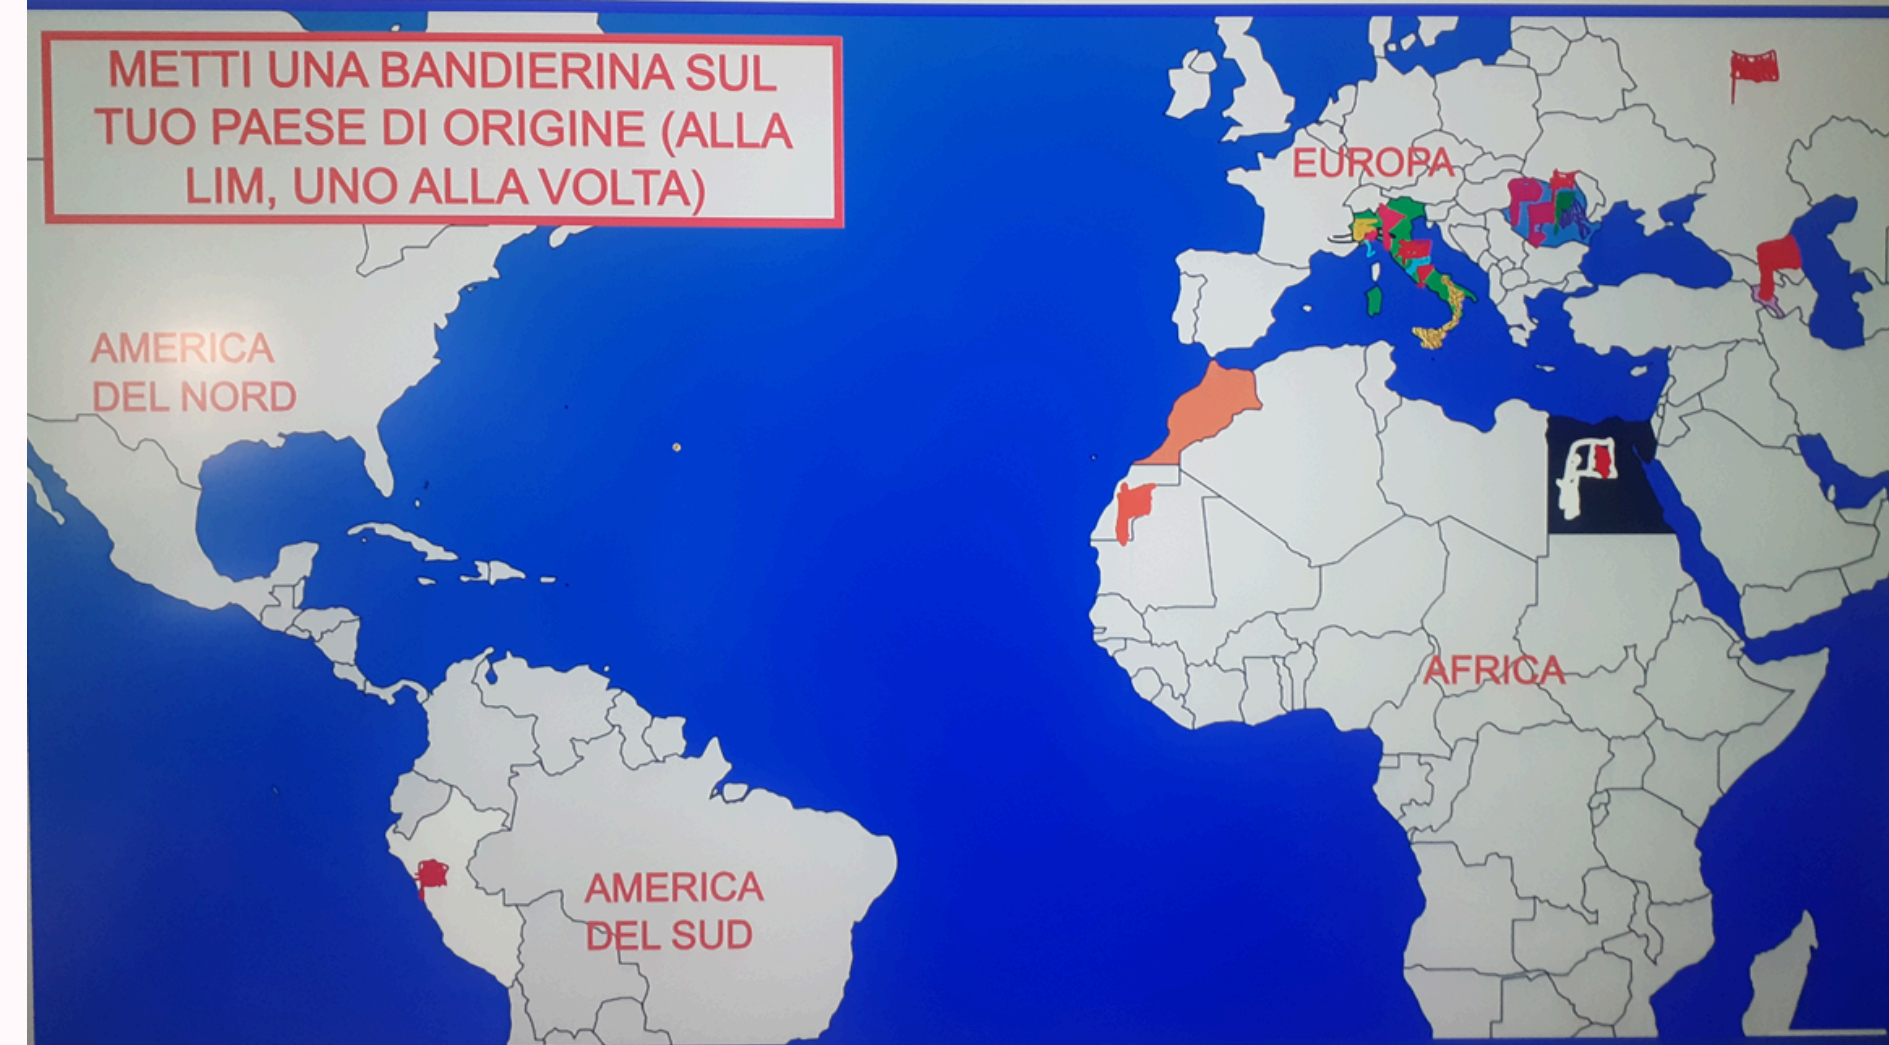 METTI UNA BANDIERINA SUL
TUO PAESE DI ORIGINE (ALLA
LIM, UNO ALLA VOLTA)
EUROPA
AMERICA
DEL NORD
AFRICA
AMERICA
DEL SUD